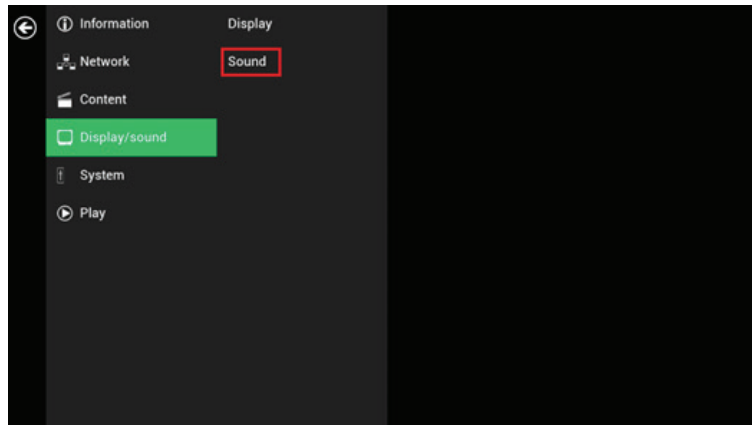 Information
Network
Content
Display/sound
System
Play
Display
Sound